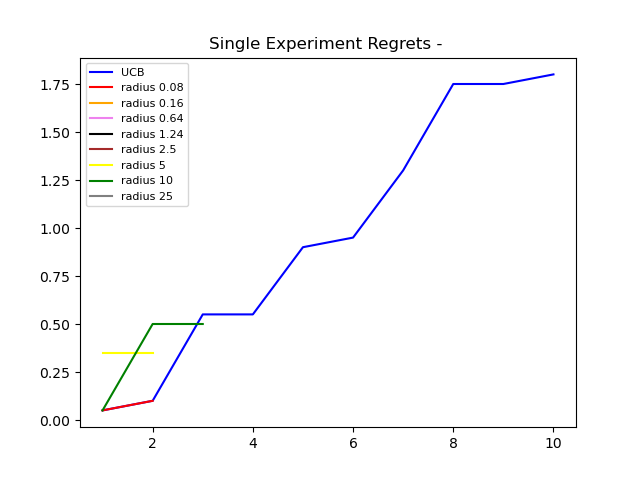 Single Experiment Regrets -
UCB
radius 0.08
radius 0.16
radius 0.64
radius 1.24
radius 2.5
radius 5
radius 10
radius 25
1.75
1.50
1.25
1.00
0.75
0.50
0.25
0.00
2 4 6 8 10